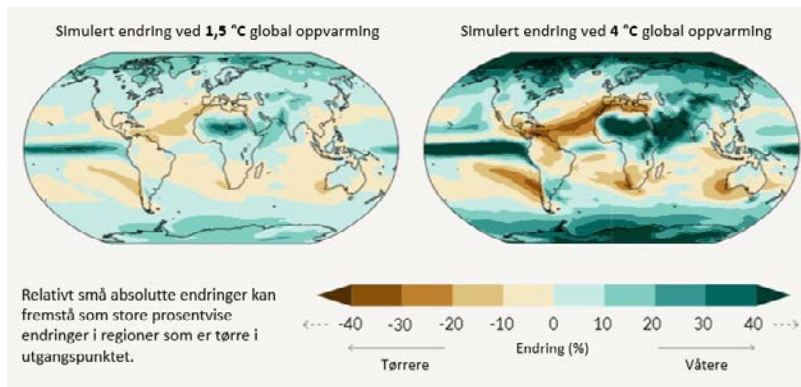 Simulert endring ved 1,5 °C global oppvarming
Simulert endring ved 4 °C global oppvarming
Relativt små absolutte endringer kan
fremstå som store prosentvise
endringer i regioner som er tørre i
utgangspunktet.
-40 -30 -20 -10 0 10 20 30 40
Endring (%)
Tørrere
Våtere